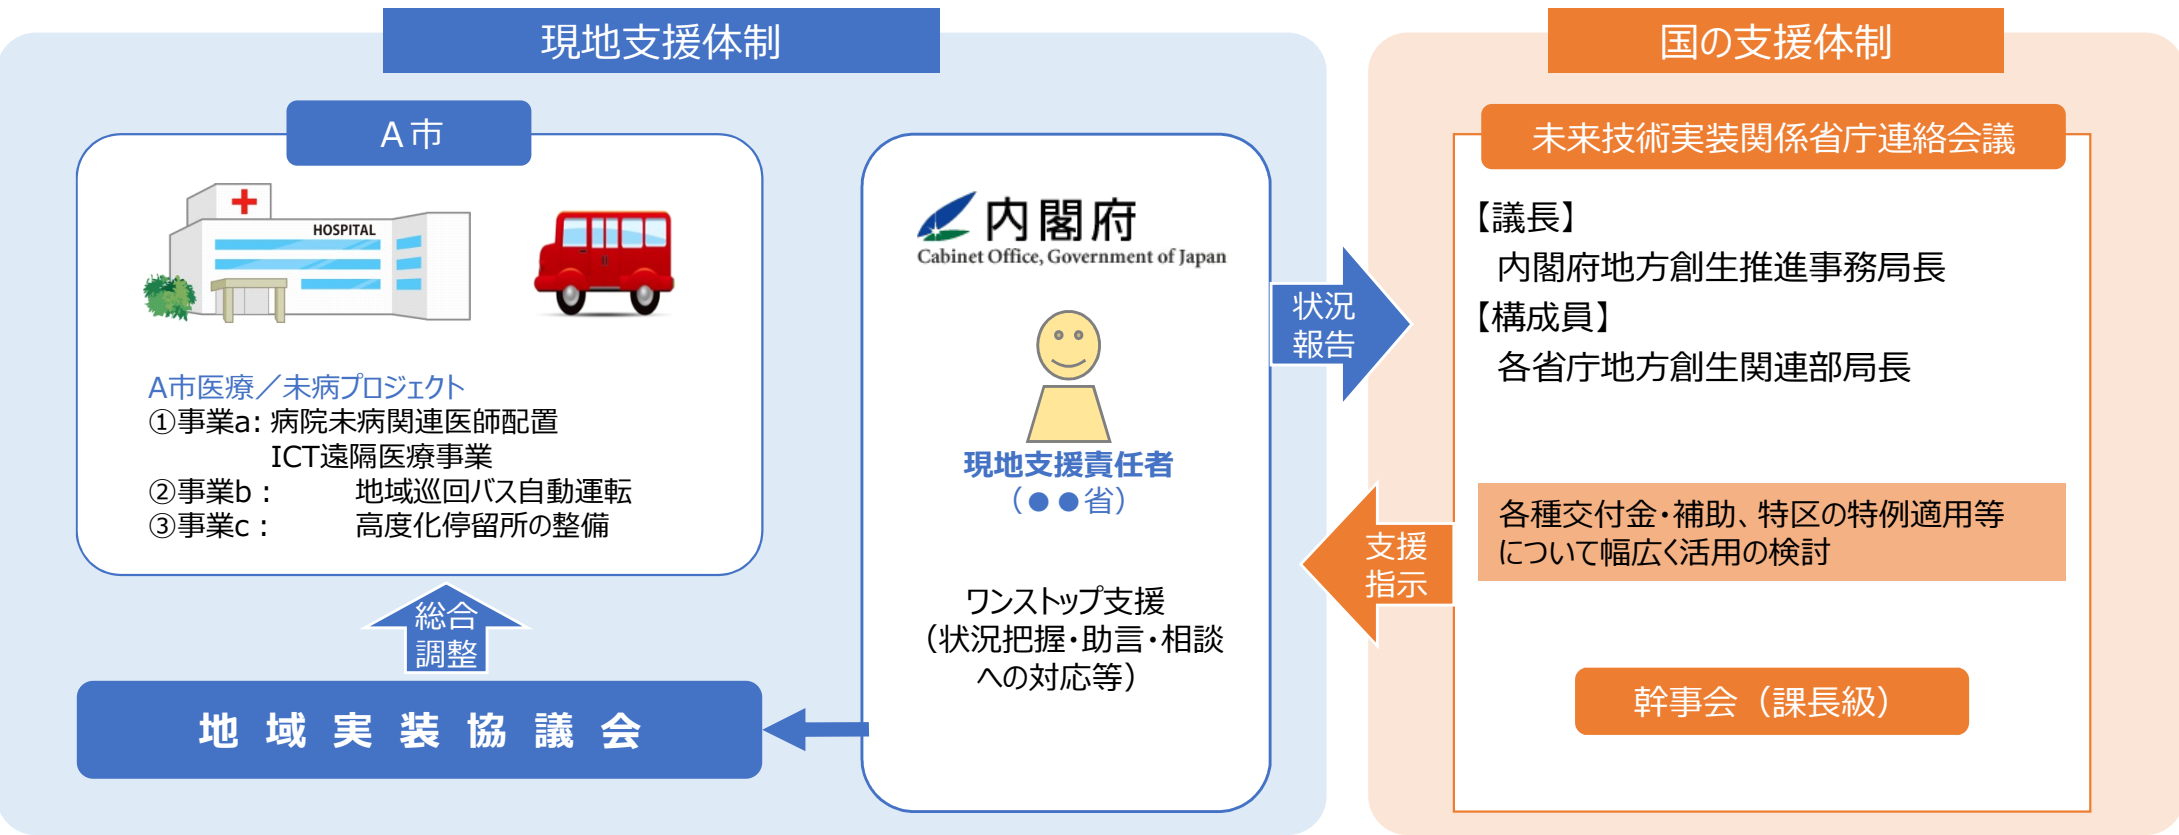 現地支援体制
A市
HOSPITAL
A市医療／未病プロジェクト
①事業a: 病院未病関連医師配置
ICT遠隔医療事業
②事業b： 地域巡回バス自動運転
③事業c： 高度化停留所の整備
総合
調整
地域実装協議会
内閣府
Cabinet Office, Government of Japan
現地支援責任者
（●●省）
ワンストップ支援
（状況把握・助言・相談
への対応等）
状況
報告
支援
指示
国の支援体制
未来技術実装関係省庁連絡会議
【議長】
内閣府地方創生推進事務局長
【構成員】
各省庁地方創生関連部局長
各種交付金・補助、特区の特例適用等
について幅広く活用の検討
幹事会（課長級）